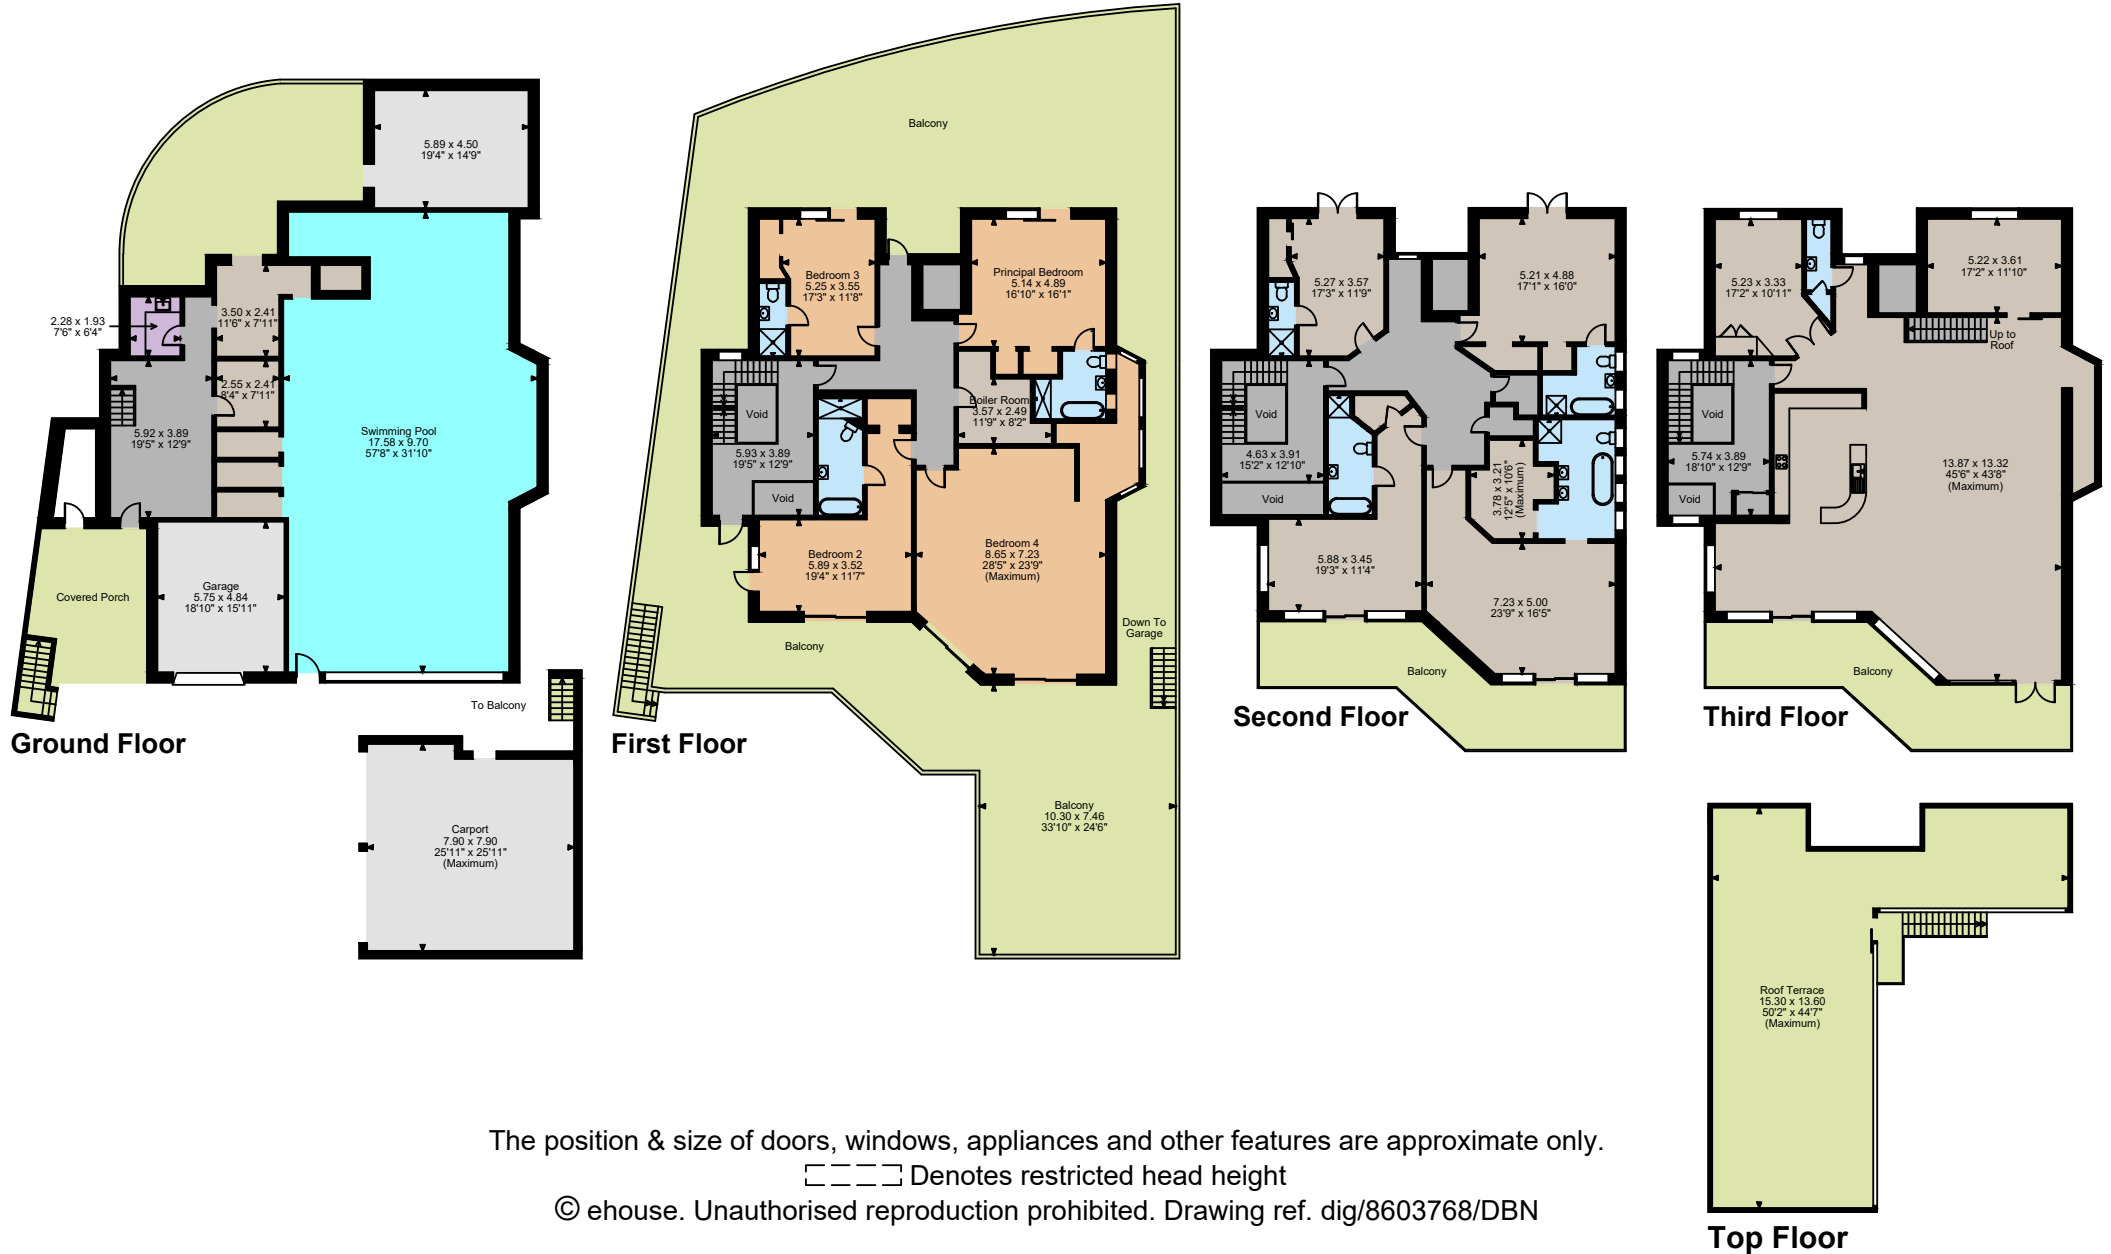 5.89 x 4.50
19'4" x 14'9"
2.28 x 1.93
7'6" x 6'4"
3.50 x 2.41
11'6" x 7'11"
2.55 x 2.41
8'4" x 7'11"
5.92 x 3.89
19'5" x 12'9"
Swimming Pool
17.58 x 9.70
57'8" x 31'10"
Garage
5.75 x 4.84
18'10" x 15'11"
Covered Porch
To Balcony
Ground Floor
Carport
7.90 x 7.90
25'11" x 25'11"
(Maximum)
Balcony
Bedroom 3
5.25 x 3.55
17'3" x 11'8"
Principal Bedroom
5.14 x 4.89
16'10" x 16'1"
Void
Boiler Room
3.57 x 2.49
11'9" x 8'2"
5.93 x 3.89
19'5" x 12'9"
Void
Bedroom 2
5.89 x 3.52
19'4" x 11'7"
Bedroom 4
8.65 x 7.23
28'5" x 23'9"
(Maximum)
Balcony
Down To
Garage
First Floor
Balcony
10.30 x 7.46
33'10" x 24'6"
5.27 x 3.57
17'3" x 11'9"
5.21 x 4.88
17'1" x 16'0"
Void
4.63 x 3.91
15'2" x 12'10"
Void
3.78 x 3.21
12'5" x 10'6"
(Maximum)
5.88 x 3.45
19'3" x 11'4"
7.23 x 5.00
23'9" x 16'5"
Balcony
Second Floor
5.23 x 3.33
17'2" x 10'11"
5.22 x 3.61
17'2" x 11'10"
Up to
Roof
Void
5.74 x 3.89
18'10" x 12'9"
Void
13.87 x 13.32
45'6" x 43'8"
(Maximum)
Balcony
Third Floor
Roof Terrace
15.30 x 13.60
50'2" x 44'7"
(Maximum)
Top Floor
The position & size of doors, windows, appliances and other features are approximate only.
Denotes restricted head height
© ehouse. Unauthorised reproduction prohibited. Drawing ref. dig/8603768/DBN